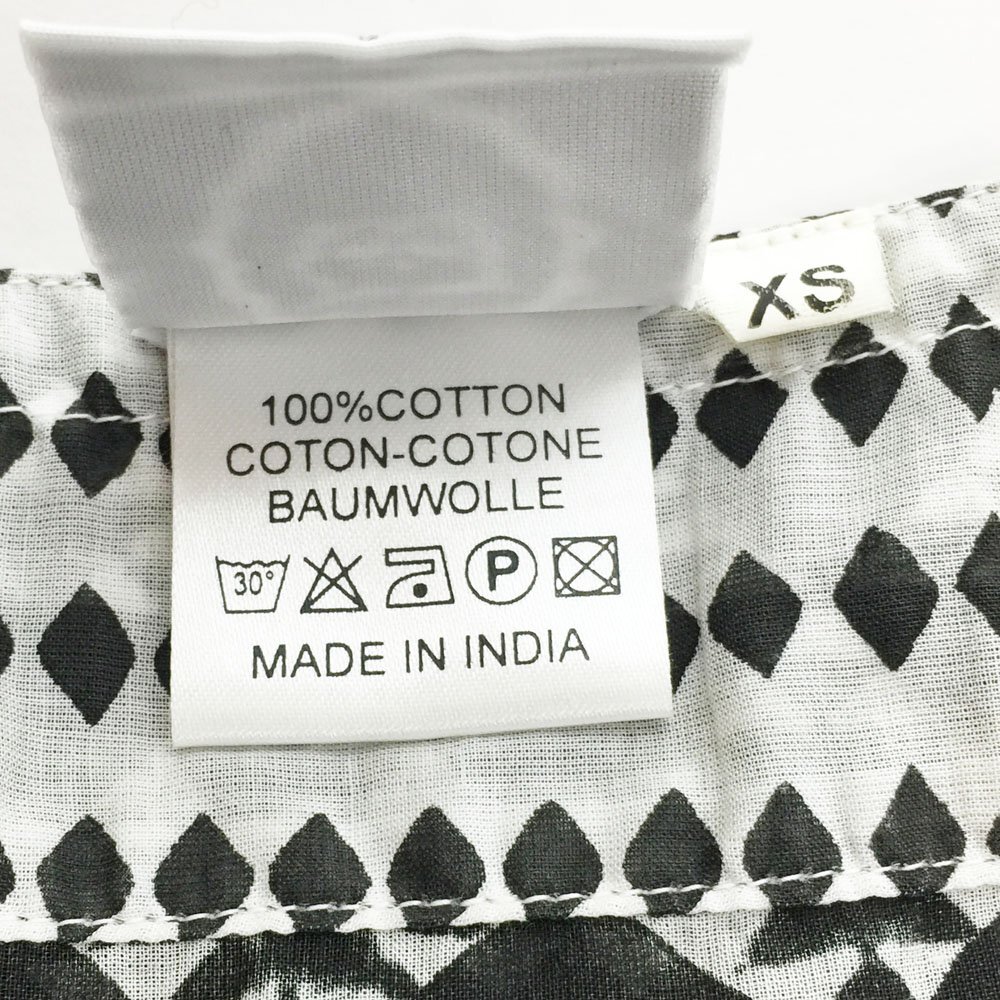 XS
100%COTTON
COTON-COTONE
BAUMWOLLE
30°
P
MADE IN INDIA